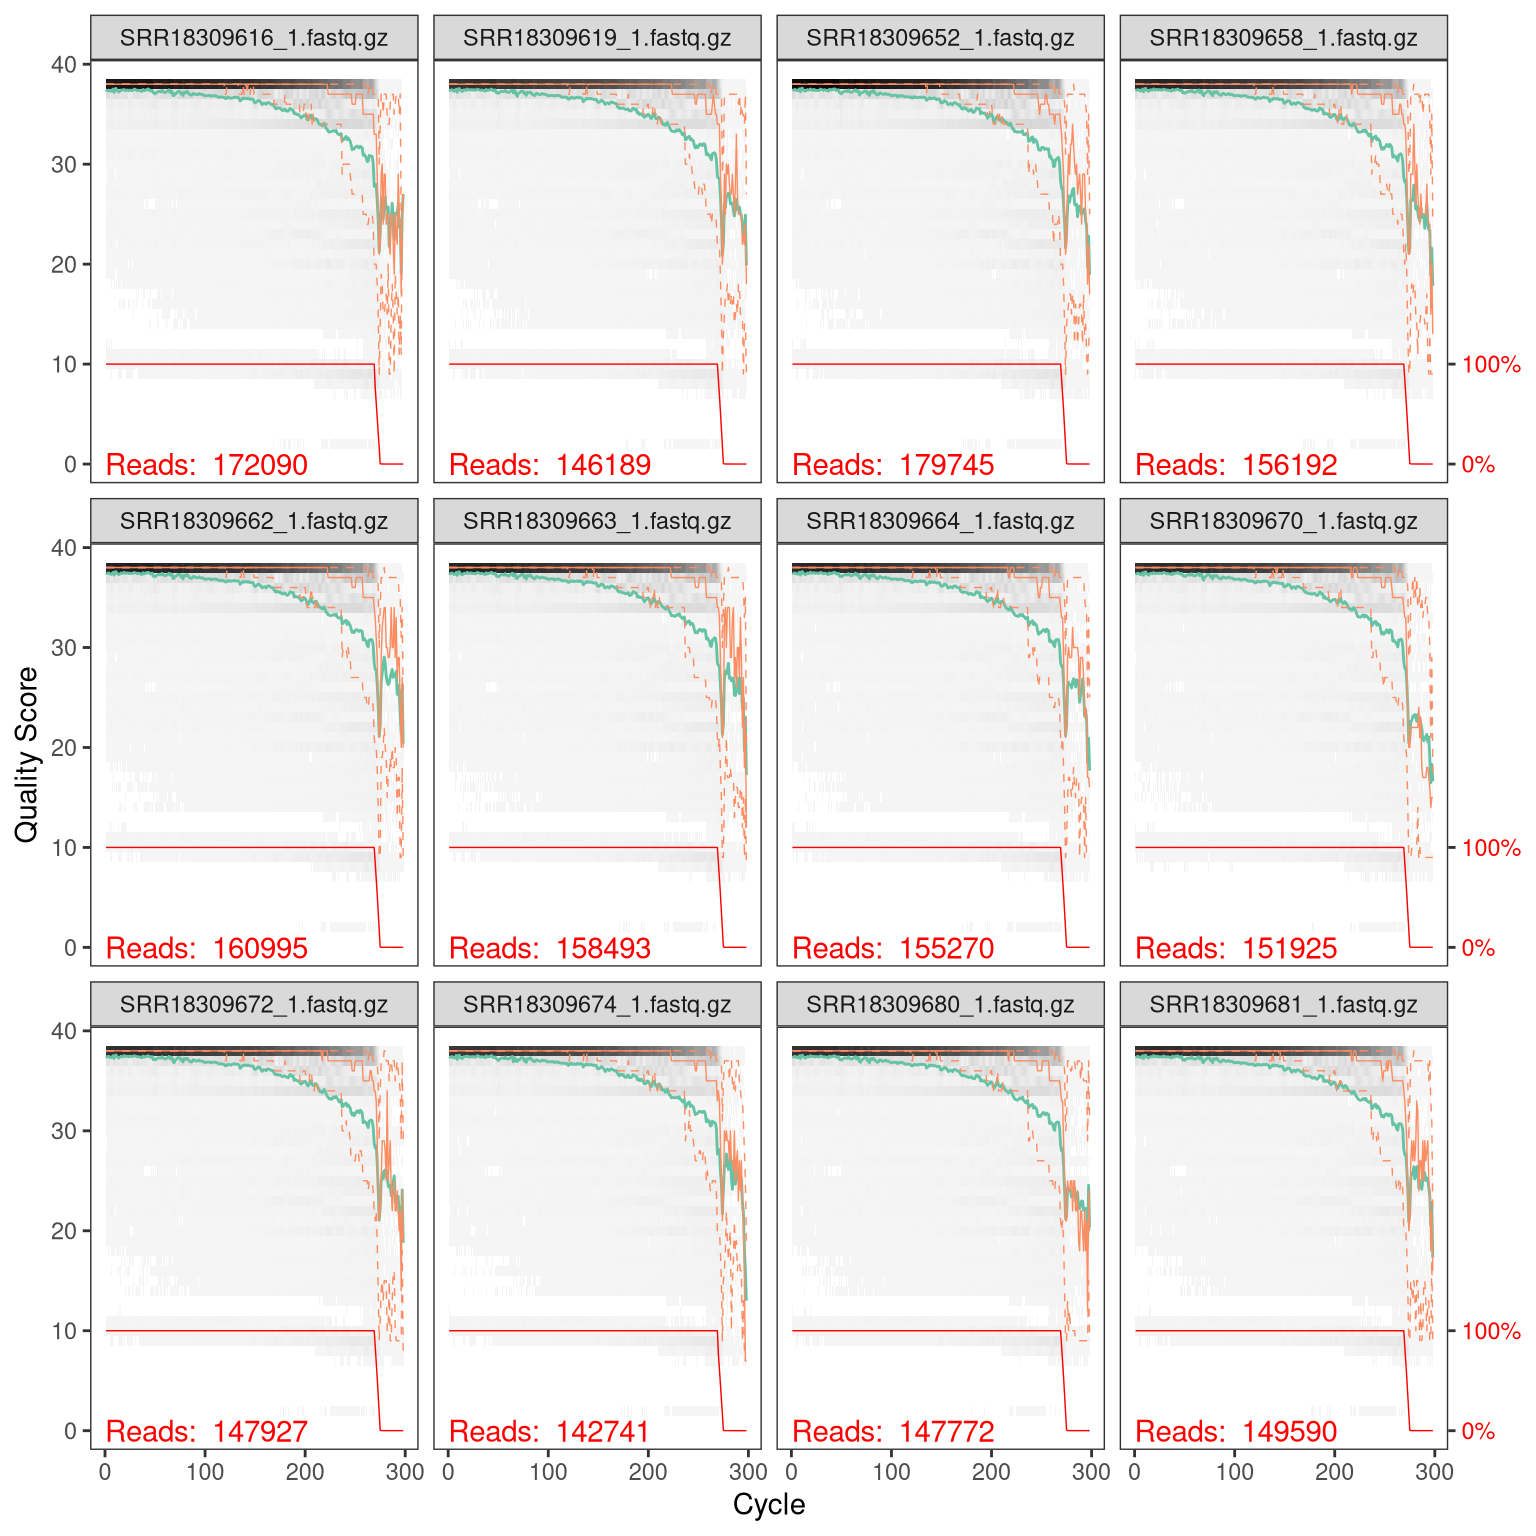 SRR18309616_1.fastq.gz SRR18309619_1.fastq.gz SRR18309652_1.fastq.gz SRR18309658_1.fastq.gz
40
30
20
10 100%
0 Reads: 172090 Reads: 146189 Reads: 179745 Reads: 156192 0%
SRR18309662_1.fastq.gz SRR18309663_1.fastq.gz SRR18309664_1.fastq.gz SRR18309670_1.fastq.gz
40
30
20
Quality Score
10 100%
0 Reads: 160995 Reads: 158493 Reads: 155270 Reads: 151925 0%
SRR18309672_1.fastq.gz SRR18309674_1.fastq.gz SRR18309680_1.fastq.gz SRR18309681_1.fastq.gz
40
30
20
10 100%
0 Reads: 147927 Reads: 142741 Reads: 147772 Reads: 149590 0%
0 100 200 300 0 100 200 300 0 100 200 300 0 100 200 300
Cycle